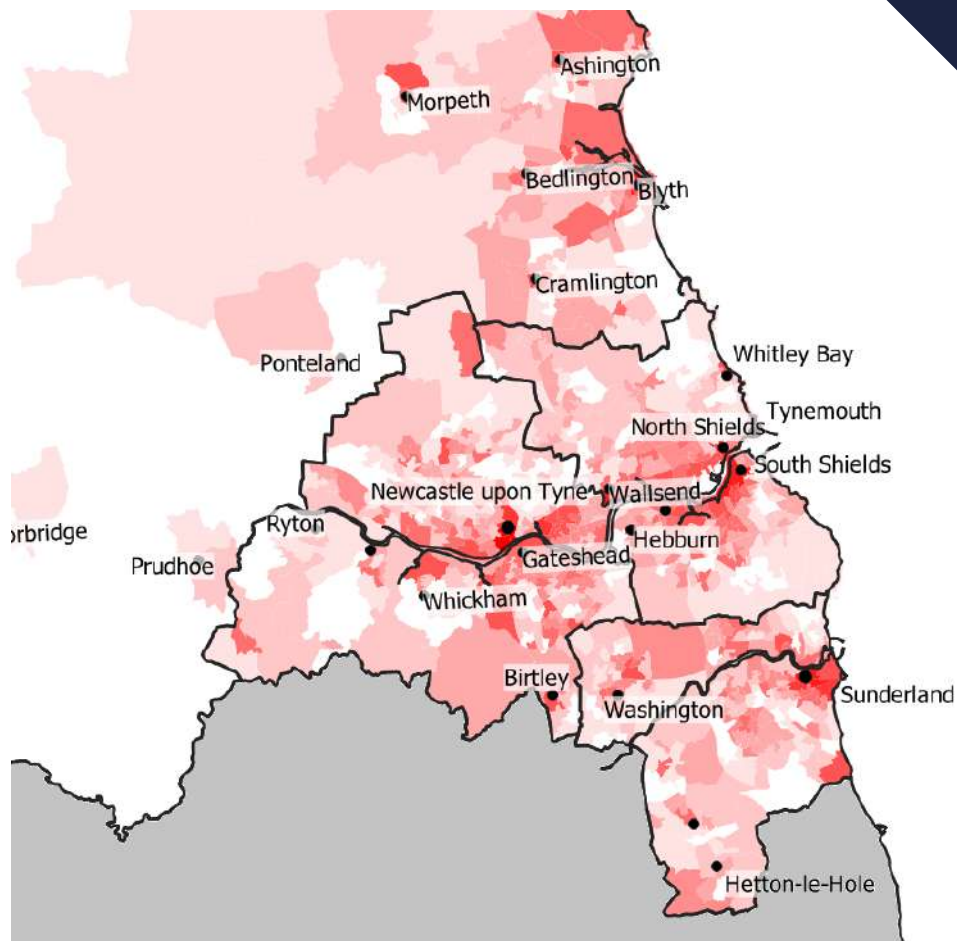 Ashington
Morpeth
Bedlington
Blyth
Cramlington
Whitley Bay
Ponteland
Tynemouth
North Shields
South Shields
Newcastle upon Tyne
Wallsend
Ryton
orbridge
Hebburn
Gateshead
Prudhoe
Whickham
Birtley
Sunderland
Washington
Hetton-le-Hole